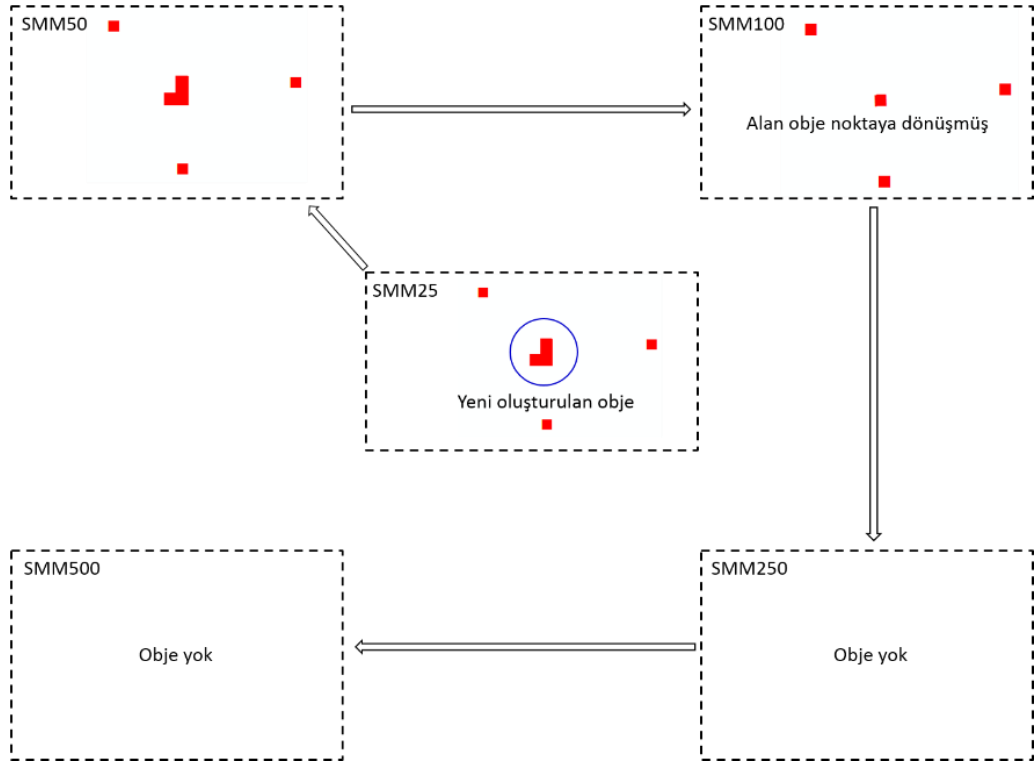 SMM50
SMM100
Alan obje noktaya dönüşmüş
SMM25
Yeni oluşturulan obje
SMM500
Obje yok
SMM250
Obje yok